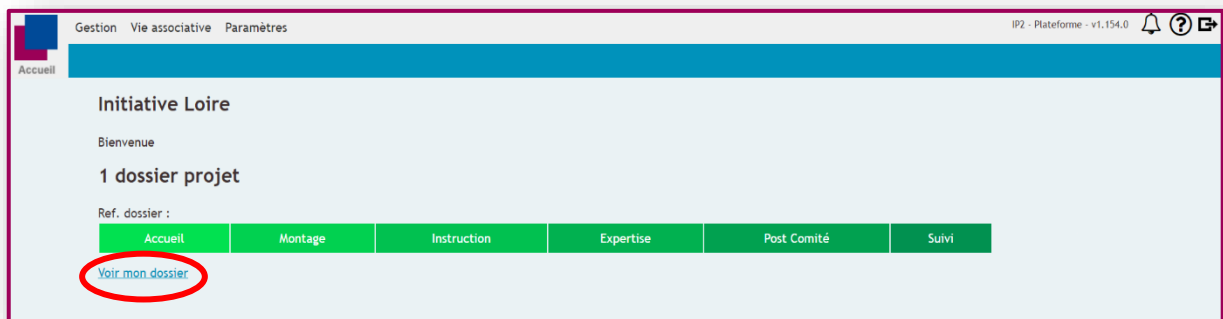 Gestion Vie associative Paramètres IP2 - Plateforme - v1.154.0
Accueil
Initiative Loire
Bienvenue
1 dossier projet
Ref. dossier :
Accueil Montage Instruction Expertise Post Comité Suivi
Voir mon dossier